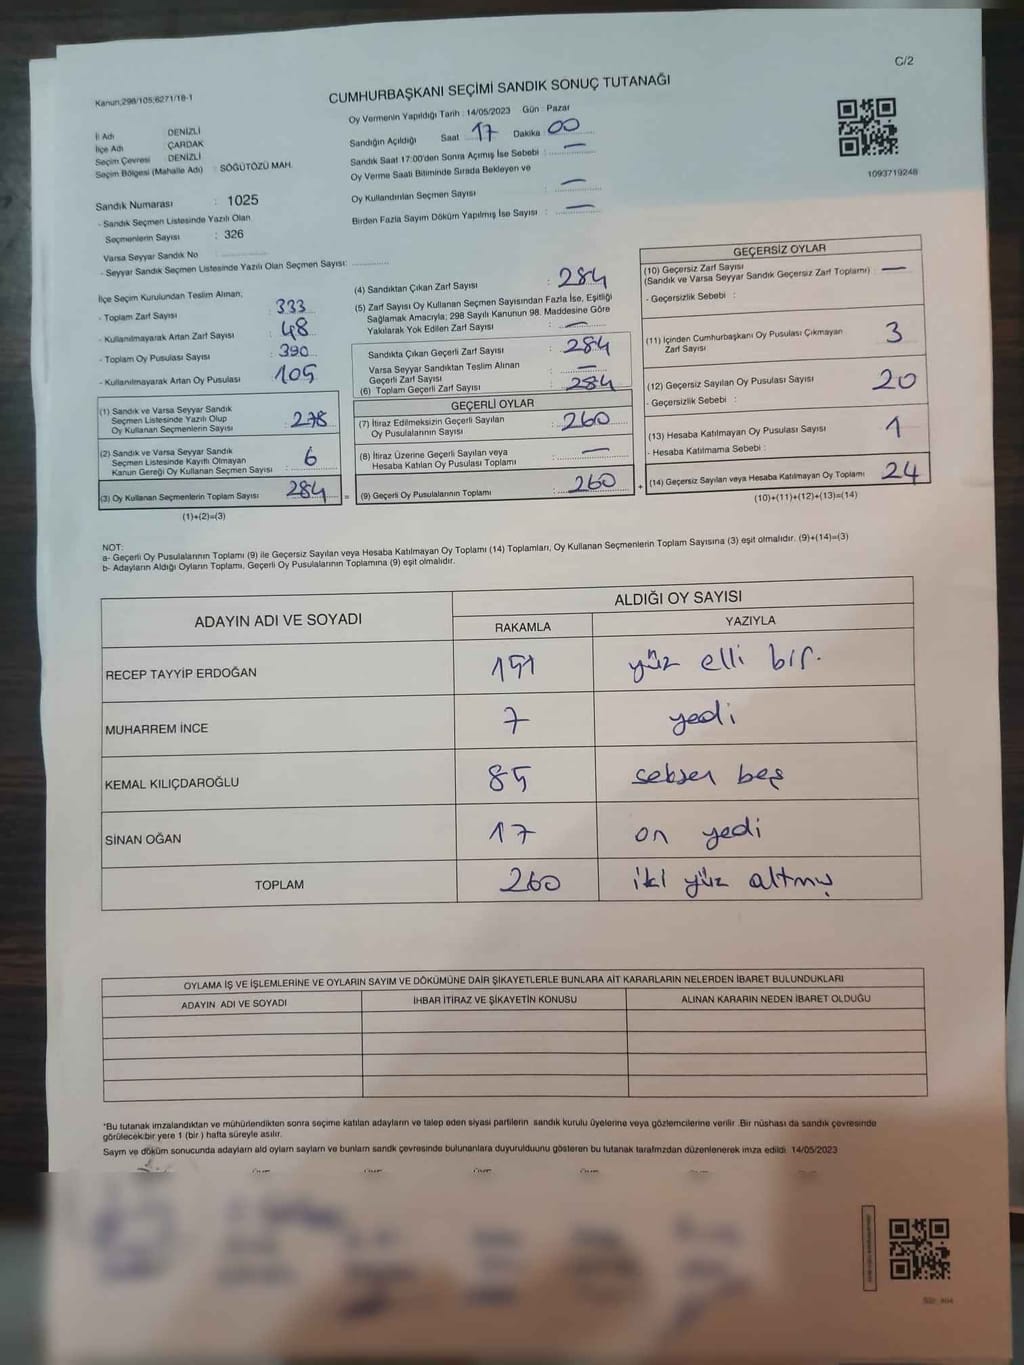 C/2
Kanun,298/105,6271/18-1
CUMHURBAŞKANI SEÇİMİ SANDIK SONUÇ TUTANAĞI
Oy Vermenin Yapıldığı Tarih : 14/05/2023 Gün : Pazar
İl Adı DENİZLİ
İlçe Adı ÇARDAK
Seçim Çevresi DENİZLİ
Seçim Bölgesi (Mahalle Adı) : SÖĞÜTÖZÜ MAH.
Sandığın Açıldığı Saat : 17 Dakika : 00
Sandık Saat 17:00'den Sonra Açımış İse Sebebi : —
Oy Verme Saati Bitiminde Sırada Bekleyen ve
Oy Kullandırılan Seçmen Sayısı : —
Birden Fazla Sayım Döküm Yapılmış İse Sayısı : —
1093719248
Sandık Numarası : 1025
- Sandık Seçmen Listesinde Yazılı Olan
Seçmenlerin Sayısı : 326
Varsa Seyyar Sandık No
- Seyyar Sandık Seçmen Listesinde Yazılı Olan Seçmen Sayısı:
İlçe Seçim Kurulundan Teslim Alınan;
- Toplam Zarf Sayısı : 333
- Kullanılmayarak Artan Zarf Sayısı : 48
- Toplam Oy Pusulası Sayısı : 390
- Kullanılmayarak Artan Oy Pusulası : 105
(1) Sandık ve Varsa Seyyar Sandık
Seçmen Listesinde Yazılı Olup
Oy Kullanan Seçmenlerin Sayısı : 278
(2) Sandık ve Varsa Seyyar Sandık
Seçmen Listesinde Kayıtlı Olmayan
Kanun Gereği Oy Kullanan Seçmen Sayısı : 6
(3) Oy Kullanan Seçmenlerin Toplam Sayısı : 284 =
(1)+(2)=(3)
(4) Sandıktan Çıkan Zarf Sayısı : 284
(5) Zarf Sayısı Oy Kullanan Seçmen Sayısından Fazla İse, Eşitliği
Sağlamak Amacıyla; 298 Sayılı Kanunun 98. Maddesine Göre
Yakılarak Yok Edilen Zarf Sayısı : —
Sandıkta Çıkan Geçerli Zarf Sayısı : 284
Varsa Seyyar Sandıktan Teslim Alınan
Geçerli Zarf Sayısı : —
(6) Toplam Geçerli Zarf Sayısı : 284
GEÇERLİ OYLAR
(7) İtiraz Edilmeksizin Geçerli Sayılan
Oy Pusulalarının Sayısı : 260
(8) İtiraz Üzerine Geçerli Sayılan veya
Hesaba Katılan Oy Pusulası Toplamı : —
(9) Geçerli Oy Pusulalarının Toplamı : 260 +
GEÇERSİZ OYLAR
(10) Geçersiz Zarf Sayısı
(Sandık ve Varsa Seyyar Sandık Geçersiz Zarf Toplamı) : —
- Geçersizlik Sebebi :
(11) İçinden Cumhurbaşkanı Oy Pusulası Çıkmayan
Zarf Sayısı 3
(12) Geçersiz Sayılan Oy Pusulası Sayısı 20
- Geçersizlik Sebebi :
(13) Hesaba Katılmayan Oy Pusulası Sayısı 1
- Hesaba Katılmama Sebebi :
(14) Geçersiz Sayılan veya Hesaba Katılmayan Oy Toplamı 24
(10)+(11)+(12)+(13)=(14)
NOT:
a- Geçerli Oy Pusulalarının Toplamı (9) ile Geçersiz Sayılan veya Hesaba Katılmayan Oy Toplamı (14) Toplamları, Oy Kullanan Seçmenlerin Toplam Sayısına (3) eşit olmalıdır. (9)+(14)=(3)
b- Adayların Aldığı Oyların Toplamı, Geçerli Oy Pusulalarının Toplamına (9) eşit olmalıdır.
ADAYIN ADI VE SOYADI ALDIĞI OY SAYISI
RAKAMLA YAZIYLA
RECEP TAYYİP ERDOĞAN 151 yüz elli bir.
MUHARREM İNCE 7 yedi
KEMAL KILIÇDAROĞLU 85 seksen beş
SİNAN OĞAN 17 on yedi
TOPLAM 260 iki yüz altmış
OYLAMA İŞ VE İŞLEMLERİNE VE OYLARIN SAYIM VE DÖKÜMÜNE DAİR ŞİKAYETLERLE BUNLARA AİT KARARLARIN NELERDEN İBARET BULUNDUKLARI
ADAYIN ADI VE SOYADI İHBAR İTİRAZ VE ŞİKAYETİN KONUSU ALINAN KARARIN NEDEN İBARET OLDUĞU
*Bu tutanak imzalandıktan ve mühürlendikten sonra seçime katılan adayların ve talep eden siyasi partilerin sandık kurulu üyelerine veya gözlemcilerine verilir .Bir nüshası da sandık çevresinde
görülecek bir yere 1 (bir ) hafta süreyle asılır.
Sayım ve döküm sonucunda adayların ald oyların sayların ve bunların sandk çevresinde bulunanlara duyurulduunu gösteren bu tutanak tarafmzdan düzenlenerek imza edildi. 14/05/2023